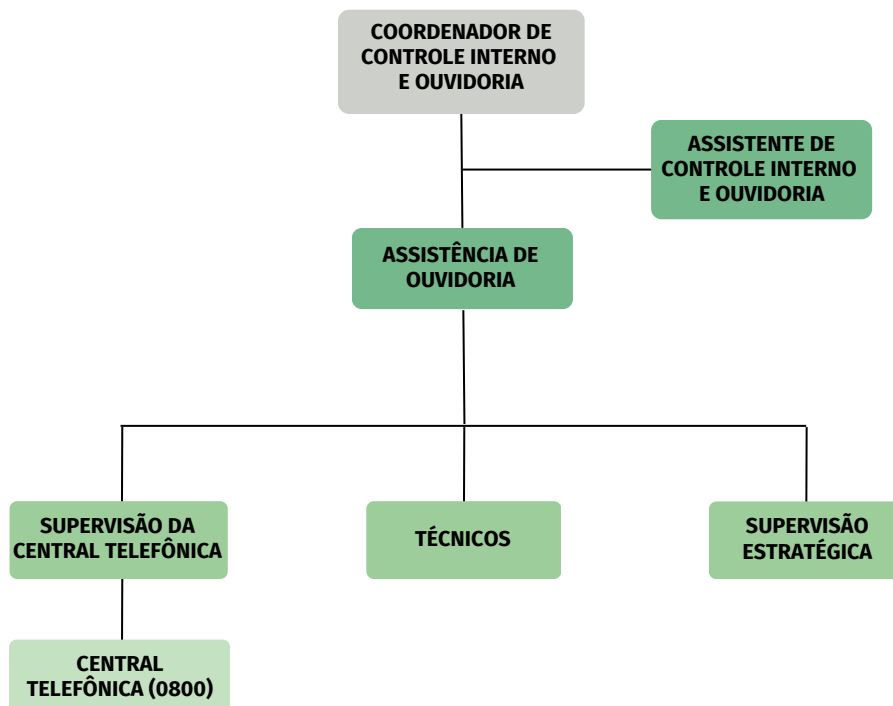 COORDENADOR DE
CONTROLE INTERNO
E OUVIDORIA
ASSISTENTE DE
CONTROLE INTERNO
E OUVIDORIA
ASSISTÊNCIA DE
OUVIDORIA
SUPERVISÃO DA
CENTRAL TELEFÔNICA
TÉCNICOS
SUPERVISÃO
ESTRATÉGICA
CENTRAL
TELEFÔNICA (0800)